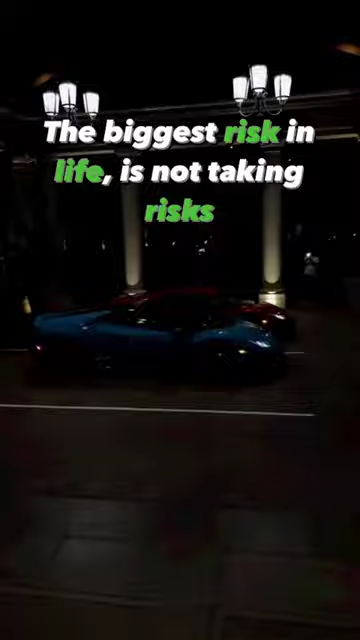 The biggest risk in
life, is not taking
risks